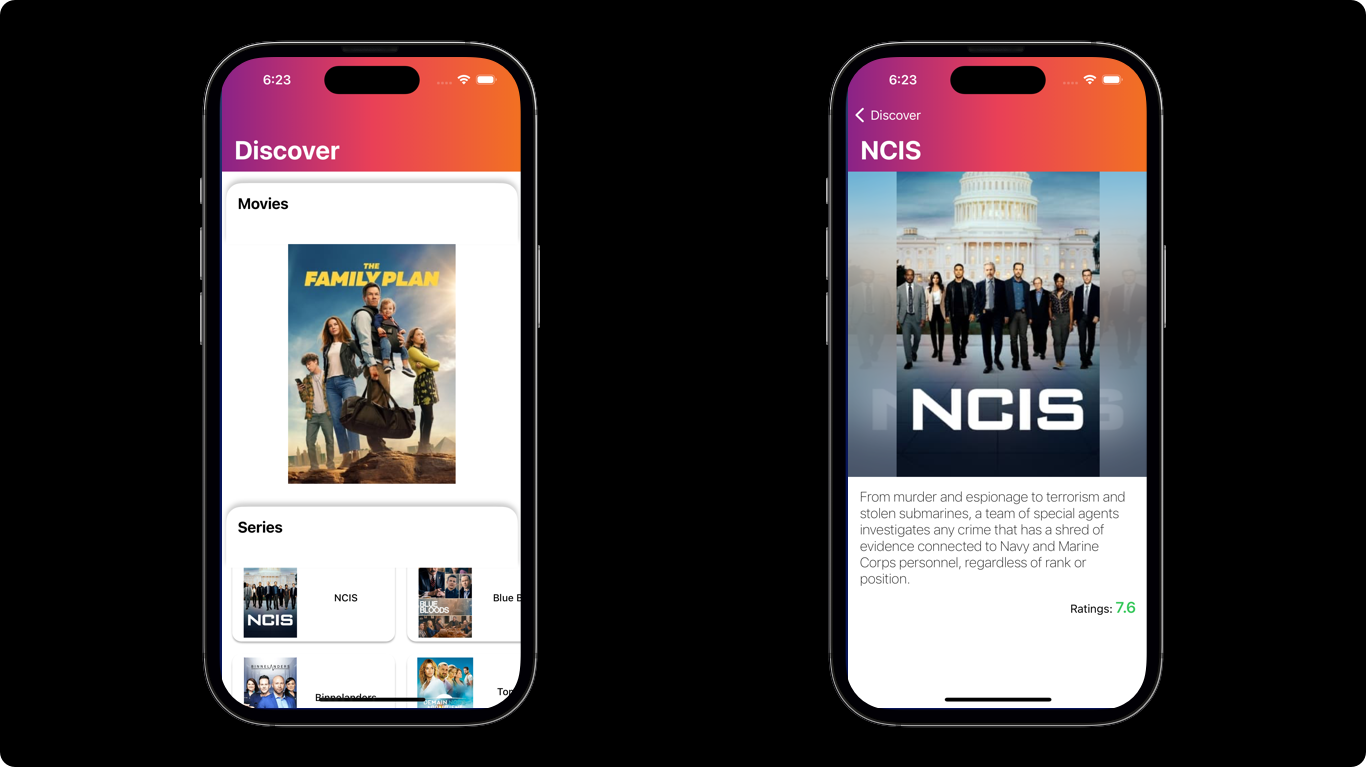 6:23
Discover
Movies
THE
FAMILY PLAN
Series
NCIS
NCIS
BLUE
BLOODS
Blue B
BINNELANDERS
Binnelanders
DEMAIN
Tom
6:23
Discover
NCIS
NCIS
From murder and espionage to terrorism and
stolen submarines, a team of special agents
investigates any crime that has a shred of
evidence connected to Navy and Marine
Corps personnel, regardless of rank or
position.
Ratings: 7.6